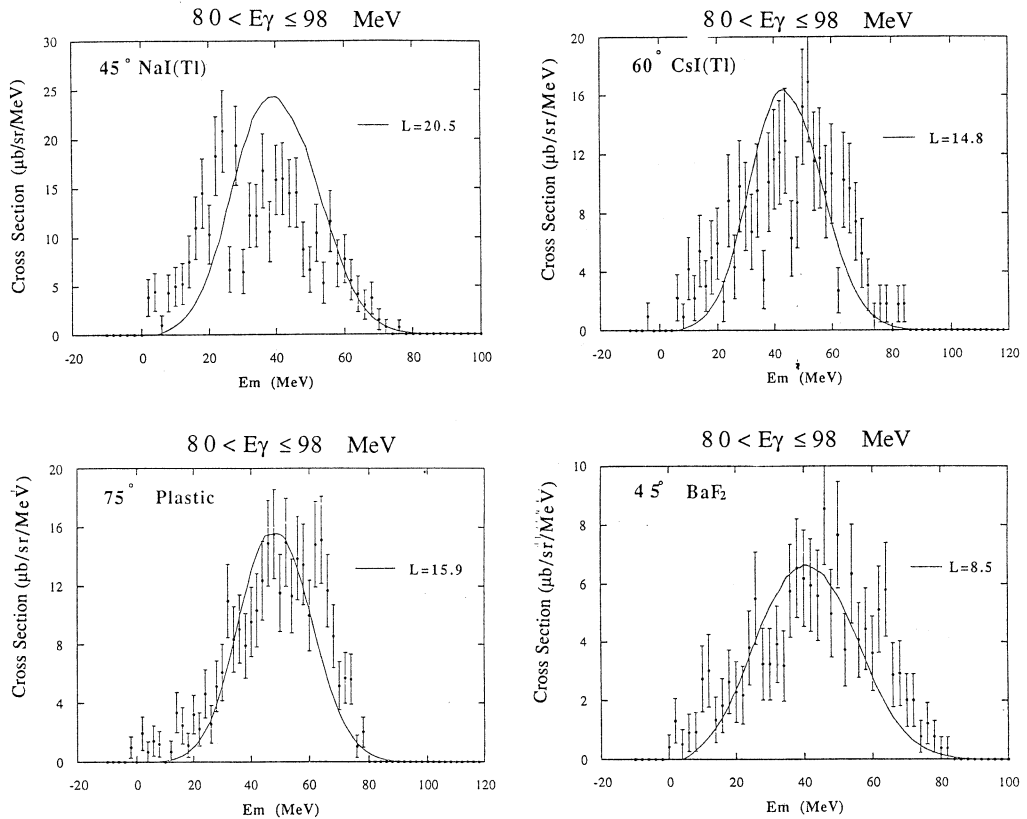 80 < Eγ ≤ 98 MeV
45° NaI(Tl)
L=20.5
Cross Section (μb/sr/MeV)
30
25
20
15
10
5
0
-20 0 20 40 60 80 100
Em (MeV)
80 < Eγ ≤ 98 MeV
60° CsI(Tl)
L=14.8
Cross Section (μb/sr/MeV)
20
16
12
8
4
0
-20 0 20 40 60 80 100 120
Em (MeV)
80 < Eγ ≤ 98 MeV
75° Plastic
L=15.9
Cross Section (μb/sr/MeV)
20
16
12
8
4
0
-20 0 20 40 60 80 100 120
Em (MeV)
80 < Eγ ≤ 98 MeV
45° BaF₂
L=8.5
Cross Section (μb/sr/MeV)
10
8
6
4
2
0
-20 0 20 40 60 80 100
Em (MeV)